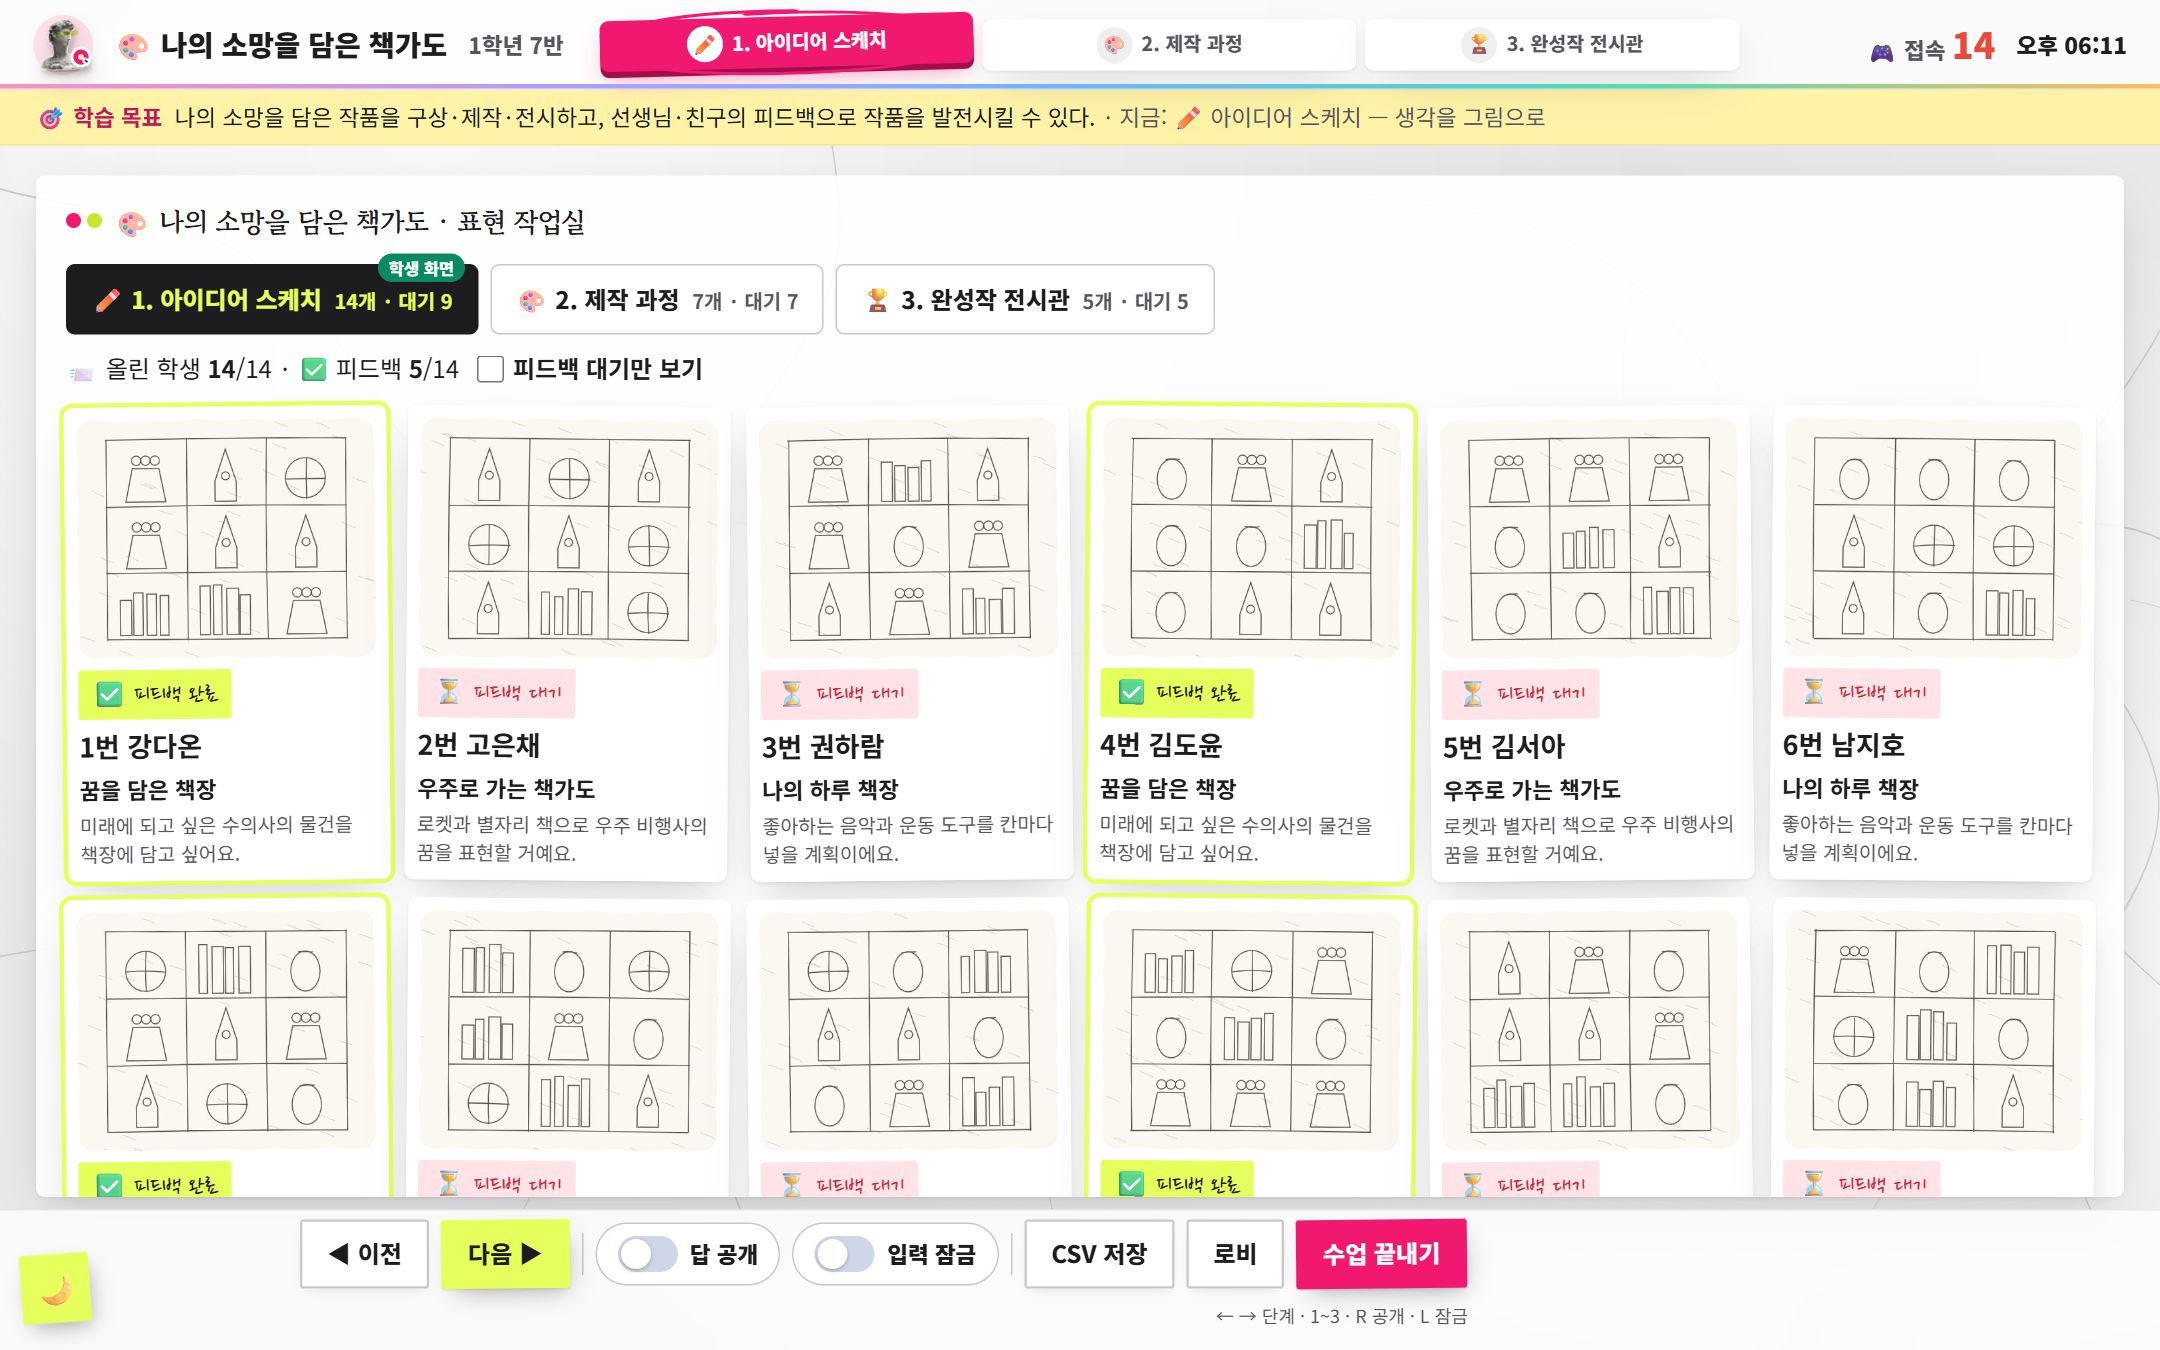 나의 소망을 담은 책가도 1학년 7반
1. 아이디어 스케치
2. 제작 과정
3. 완성작 전시관
접속 14 오후 06:11
학습 목표 나의 소망을 담은 작품을 구상·제작·전시하고, 선생님·친구의 피드백으로 작품을 발전시킬 수 있다. · 지금: 아이디어 스케치 — 생각을 그림으로
나의 소망을 담은 책가도 · 표현 작업실
학생 화면
1. 아이디어 스케치 14개 · 대기 9
2. 제작 과정 7개 · 대기 7
3. 완성작 전시관 5개 · 대기 5
올린 학생 14/14 · 피드백 5/14 피드백 대기만 보기
피드백 완료
1번 강다온
꿈을 담은 책장
미래에 되고 싶은 수의사의 물건을
책장에 담고 싶어요.
피드백 대기
2번 고은채
우주로 가는 책가도
로켓과 별자리 책으로 우주 비행사의
꿈을 표현할 거예요.
피드백 대기
3번 권하람
나의 하루 책장
좋아하는 음악과 운동 도구를 칸마다
넣을 계획이에요.
피드백 완료
4번 김도윤
꿈을 담은 책장
미래에 되고 싶은 수의사의 물건을
책장에 담고 싶어요.
피드백 대기
5번 김서아
우주로 가는 책가도
로켓과 별자리 책으로 우주 비행사의
꿈을 표현할 거예요.
피드백 대기
6번 남지호
나의 하루 책장
좋아하는 음악과 운동 도구를 칸마다
넣을 계획이에요.
피드백 완료
피드백 대기
피드백 대기
피드백 완료
피드백 대기
피드백 대기
◀ 이전
다음 ▶
답 공개
입력 잠금
CSV 저장
로비
수업 끝내기
← → 단계 · 1~3 · R 공개 · L 잠금